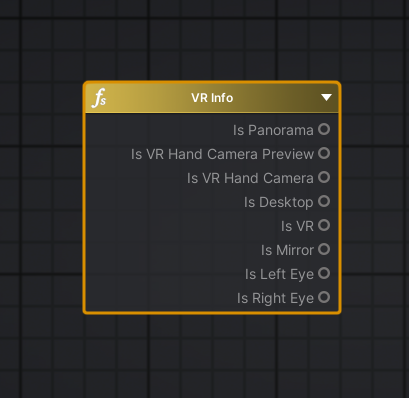 fs VR Info
Is Panorama
Is VR Hand Camera Preview
Is VR Hand Camera
Is Desktop
Is VR
Is Mirror
Is Left Eye
Is Right Eye